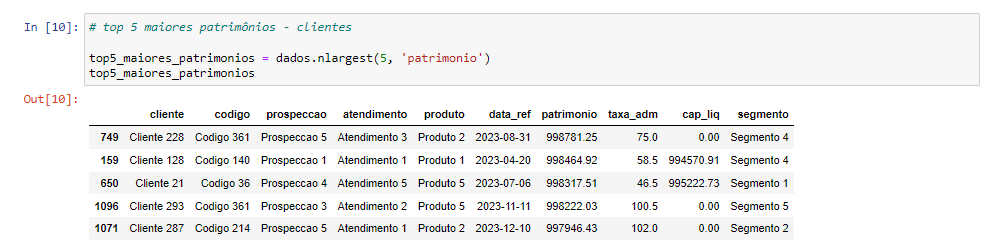 In [10]: # top 5 maiores patrimônios - clientes
top5_maiores_patrimonios = dados.nlargest(5, 'patrimonio')
top5_maiores_patrimonios
Out[10]:
cliente codigo prospeccao atendimento produto data_ref patrimonio taxa_adm cap_liq segmento
749 Cliente 228 Codigo 361 Prospeccao 5 Atendimento 3 Produto 2 2023-08-31 998781.25 75.0 0.00 Segmento 4
159 Cliente 128 Codigo 140 Prospeccao 1 Atendimento 1 Produto 1 2023-04-20 998464.92 58.5 994570.91 Segmento 4
650 Cliente 21 Codigo 36 Prospeccao 4 Atendimento 5 Produto 5 2023-07-06 998317.51 46.5 995222.73 Segmento 1
1096 Cliente 293 Codigo 361 Prospeccao 3 Atendimento 2 Produto 5 2023-11-11 998222.03 100.5 0.00 Segmento 5
1071 Cliente 287 Codigo 214 Prospeccao 5 Atendimento 1 Produto 2 2023-12-10 997946.43 102.0 0.00 Segmento 2